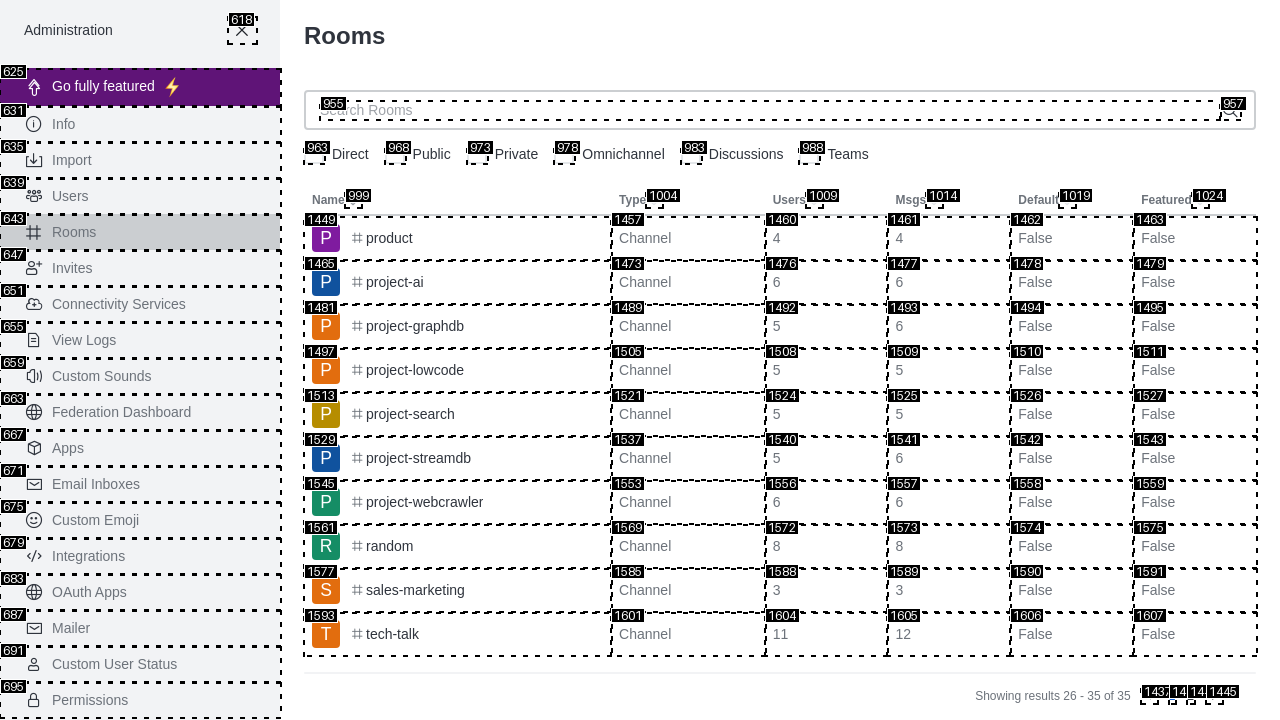 Administration
618
Rooms
625 Go fully featured ⚡
631 Info
635 Import
639 Users
643 Rooms
647 Invites
651 Connectivity Services
655 View Logs
659 Custom Sounds
663 Federation Dashboard
667 Apps
671 Email Inboxes
675 Custom Emoji
679 Integrations
683 OAuth Apps
687 Mailer
691 Custom User Status
695 Permissions
955 Search Rooms 957
963 Direct 968 Public 973 Private 978 Omnichannel 983 Discussions 988 Teams
Name 999 Type 1004 Users 1009 Msgs 1014 Default 1019 Featured 1024
1449 1457 1460 1461 1462 1463
P product Channel 4 4 False False
1465 1473 1476 1477 1478 1479
P project-ai Channel 6 6 False False
1481 1489 1492 1493 1494 1495
P project-graphdb Channel 5 6 False False
1497 1505 1508 1509 1510 1511
P project-lowcode Channel 5 5 False False
1513 1521 1524 1525 1526 1527
P project-search Channel 5 5 False False
1529 1537 1540 1541 1542 1543
P project-streamdb Channel 5 6 False False
1545 1553 1556 1557 1558 1559
P project-webcrawler Channel 6 6 False False
1561 1569 1572 1573 1574 1575
R random Channel 8 8 False False
1577 1585 1588 1589 1590 1591
S sales-marketing Channel 3 3 False False
1593 1601 1604 1605 1606 1607
T tech-talk Channel 11 12 False False
Showing results 26 - 35 of 35 1445